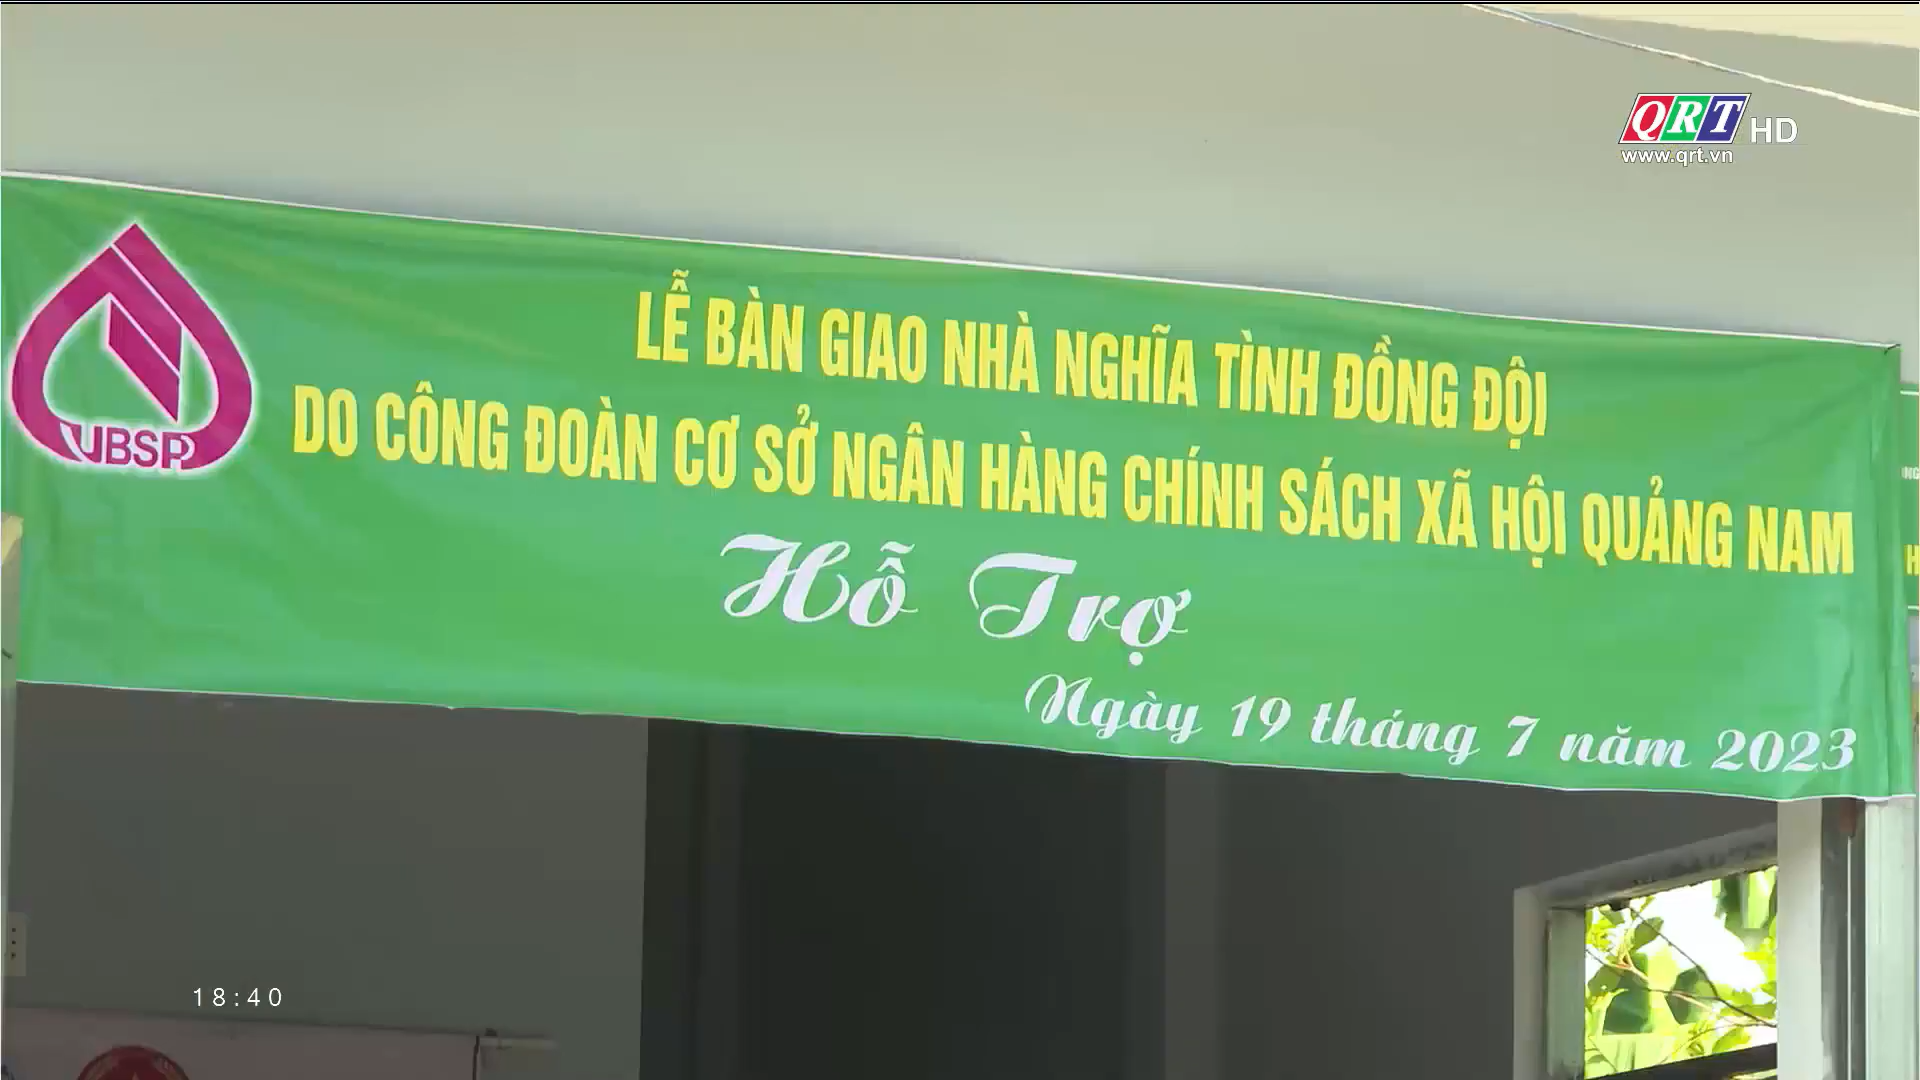 QRT HD
www.qrt.vn
LỄ BÀN GIAO NHÀ NGHĨA TÌNH ĐỒNG ĐỘI
DO CÔNG ĐOÀN CƠ SỞ NGÂN HÀNG CHÍNH SÁCH XÃ HỘI QUẢNG NAM
VBSP
Hỗ Trợ
Ngày 19 tháng 7 năm 2023
18:40